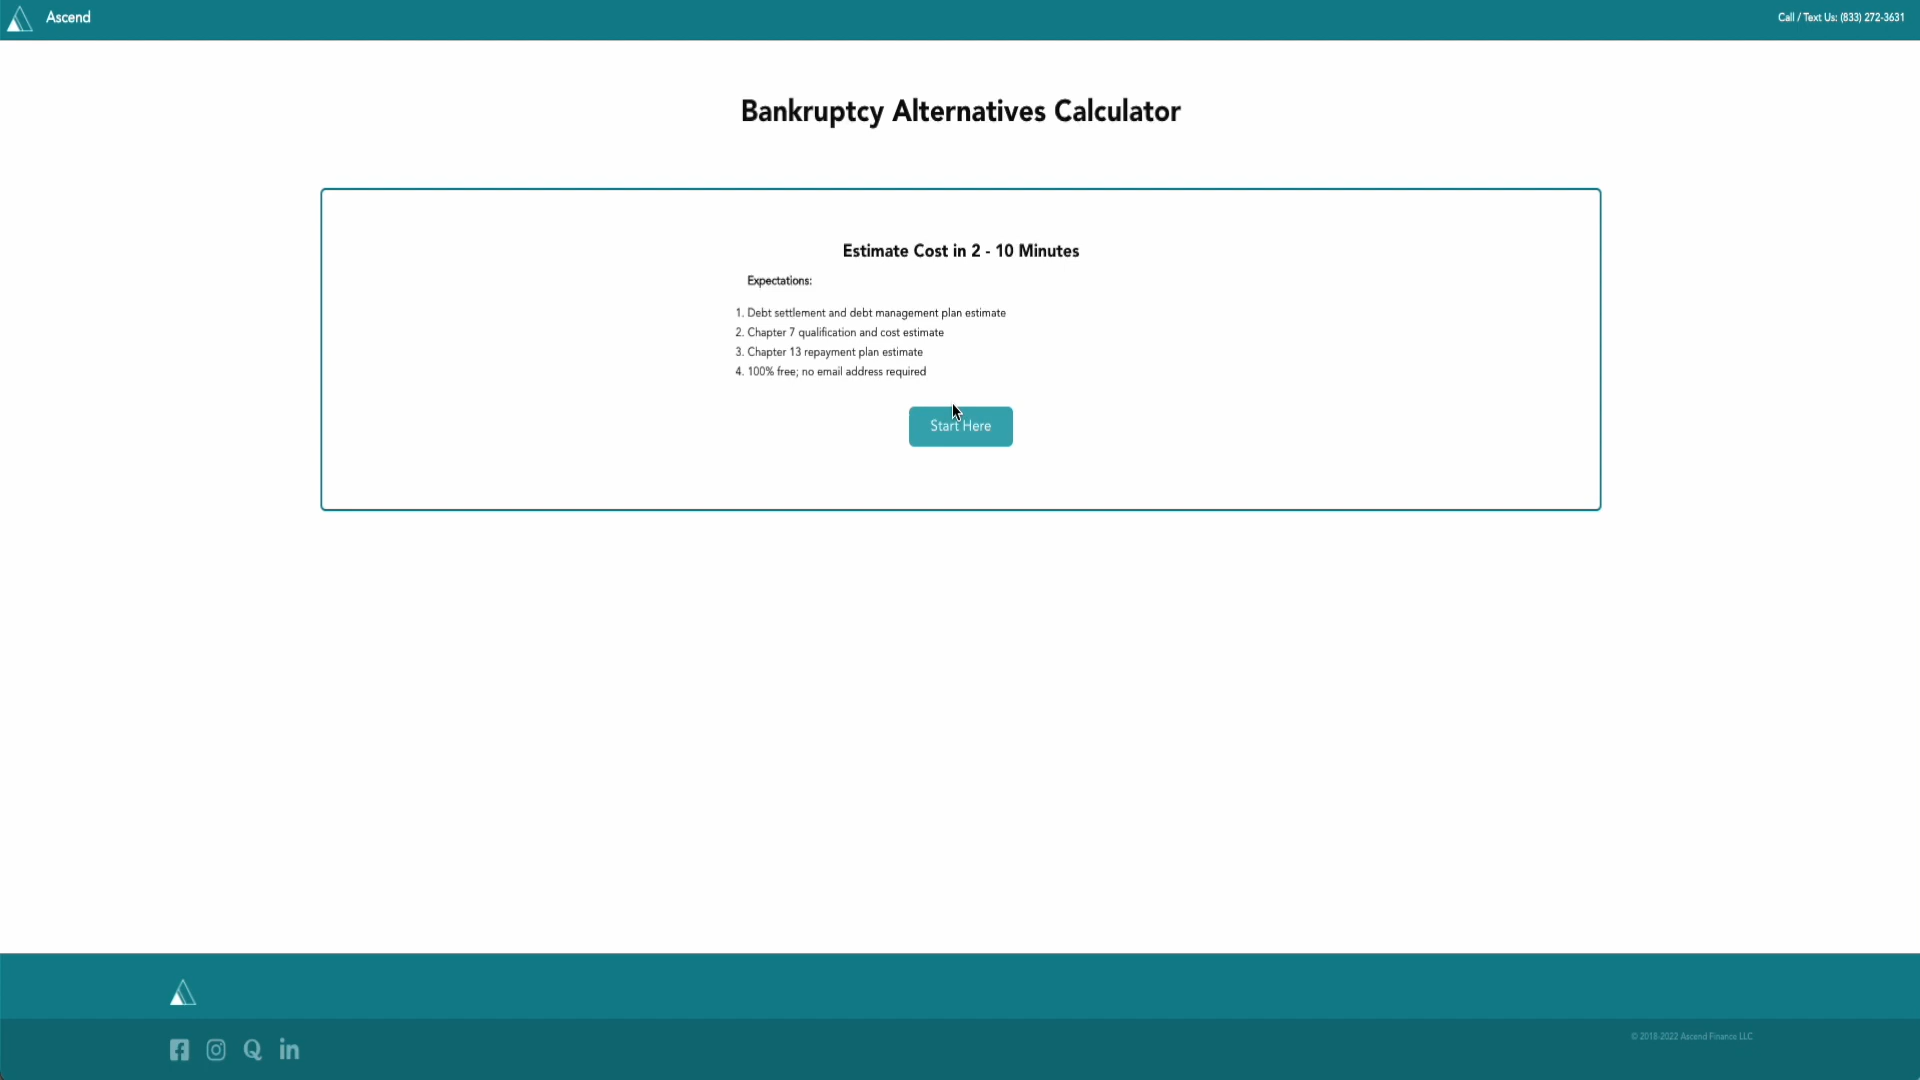 Ascend
Call / Text Us: (833) 272-3631
Bankruptcy Alternatives Calculator
Estimate Cost in 2 - 10 Minutes
Expectations:
1. Debt settlement and debt management plan estimate
2. Chapter 7 qualification and cost estimate
3. Chapter 13 repayment plan estimate
4. 100% free; no email address required
Start Here
© 2018-2022 Ascend Finance LLC